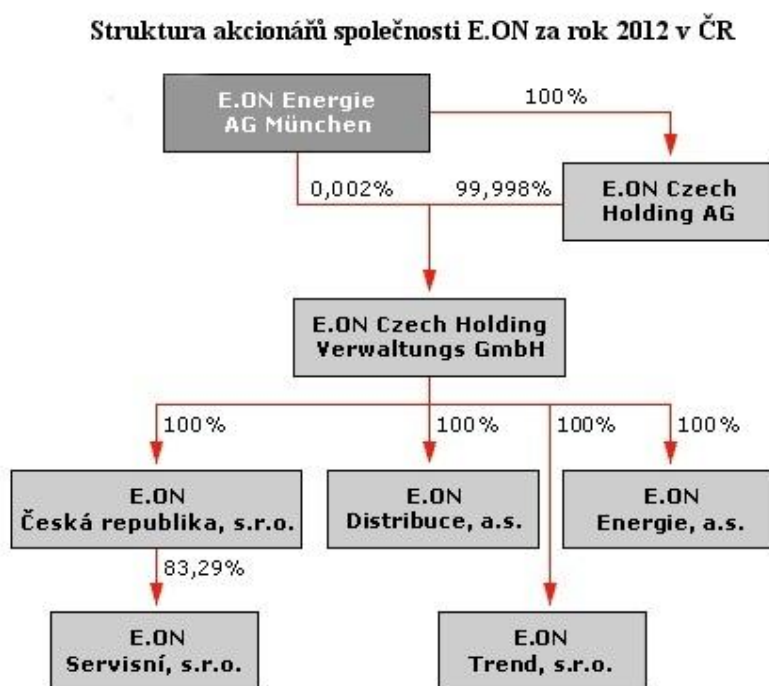 Struktura akcionářů společnosti E.ON za rok 2012 v ČR
E.ON Energie
AG München
100%
0,002%
99,998%
E.ON Czech
Holding AG
E.ON Czech Holding
Verwaltungs GmbH
100%
100%
100%
100%
E.ON
Česká republika, s.r.o.
E.ON
Distribuce, a.s.
E.ON
Energie, a.s.
83,29%
E.ON
Servisní, s.r.o.
E.ON
Trend, s.r.o.